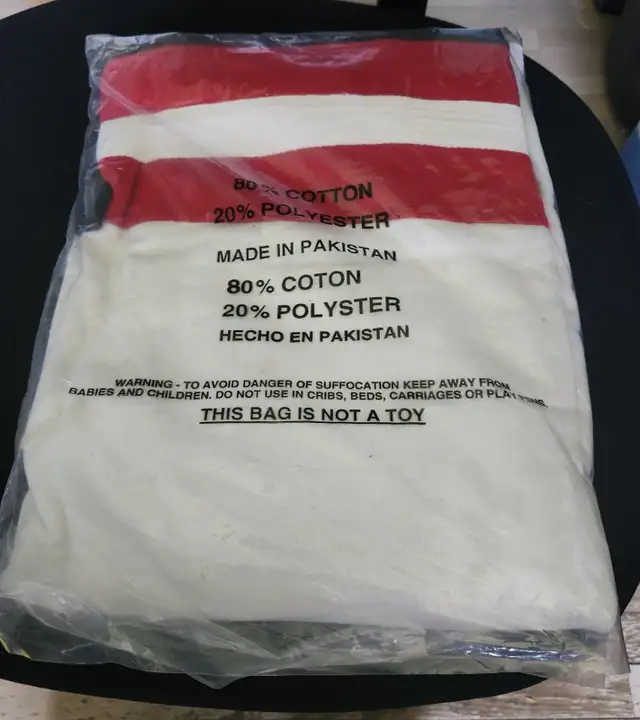 80% COTTON
20% POLYESTER
MADE IN PAKISTAN
80% COTON
20% POLYSTER
HECHO EN PAKISTAN
WARNING - TO AVOID DANGER OF SUFFOCATION KEEP AWAY FROM
BABIES AND CHILDREN. DO NOT USE IN CRIBS, BEDS, CARRIAGES OR PLAY
THIS BAG IS NOT A TOY